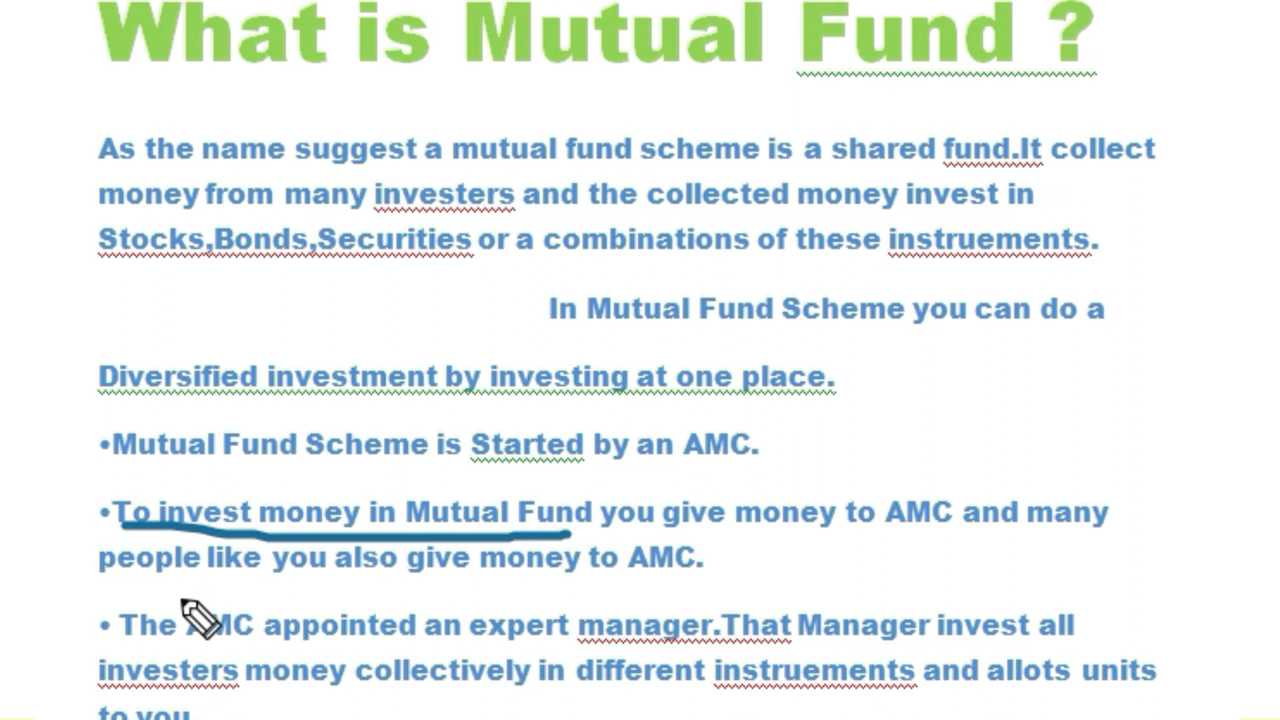 What is Mutual Fund ?
As the name suggest a mutual fund scheme is a shared fund.It collect
money from many investers and the collected money invest in
Stocks,Bonds,Securities or a combinations of these instruements.
In Mutual Fund Scheme you can do a
Diversified investment by investing at one place.
•Mutual Fund Scheme is Started by an AMC.
•To invest money in Mutual Fund you give money to AMC and many
people like you also give money to AMC.
• The AMC appointed an expert manager.That Manager invest all
investers money collectively in different instruements and allots units
to you.